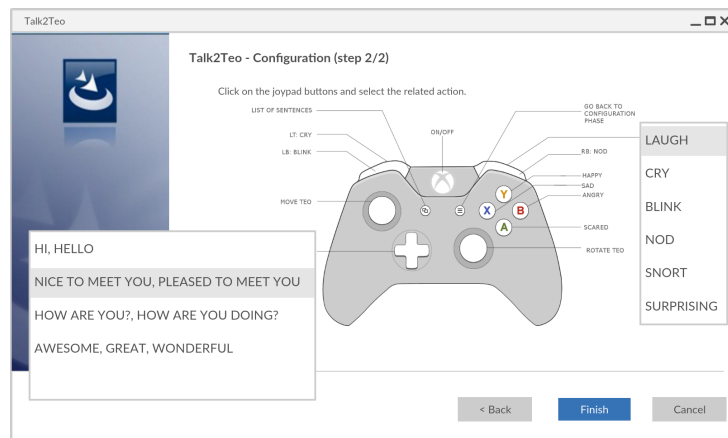 Talk2Teo
Talk2Teo - Configuration (step 2/2)
Click on the joypad buttons and select the related action.
LIST OF SENTENCES
LT: CRY
LB: BLINK
MOVE TEO
ON/OFF
GO BACK TO
CONFIGURATION
PHASE
RB: NOD
HAPPY
SAD
ANGRY
SCARED
ROTATE TEO
Y
X
B
A
LAUGH
CRY
BLINK
NOD
SNORT
SURPRISING
HI, HELLO
NICE TO MEET YOU, PLEASED TO MEET YOU
HOW ARE YOU?, HOW ARE YOU DOING?
AWESOME, GREAT, WONDERFUL
< Back
Finish
Cancel